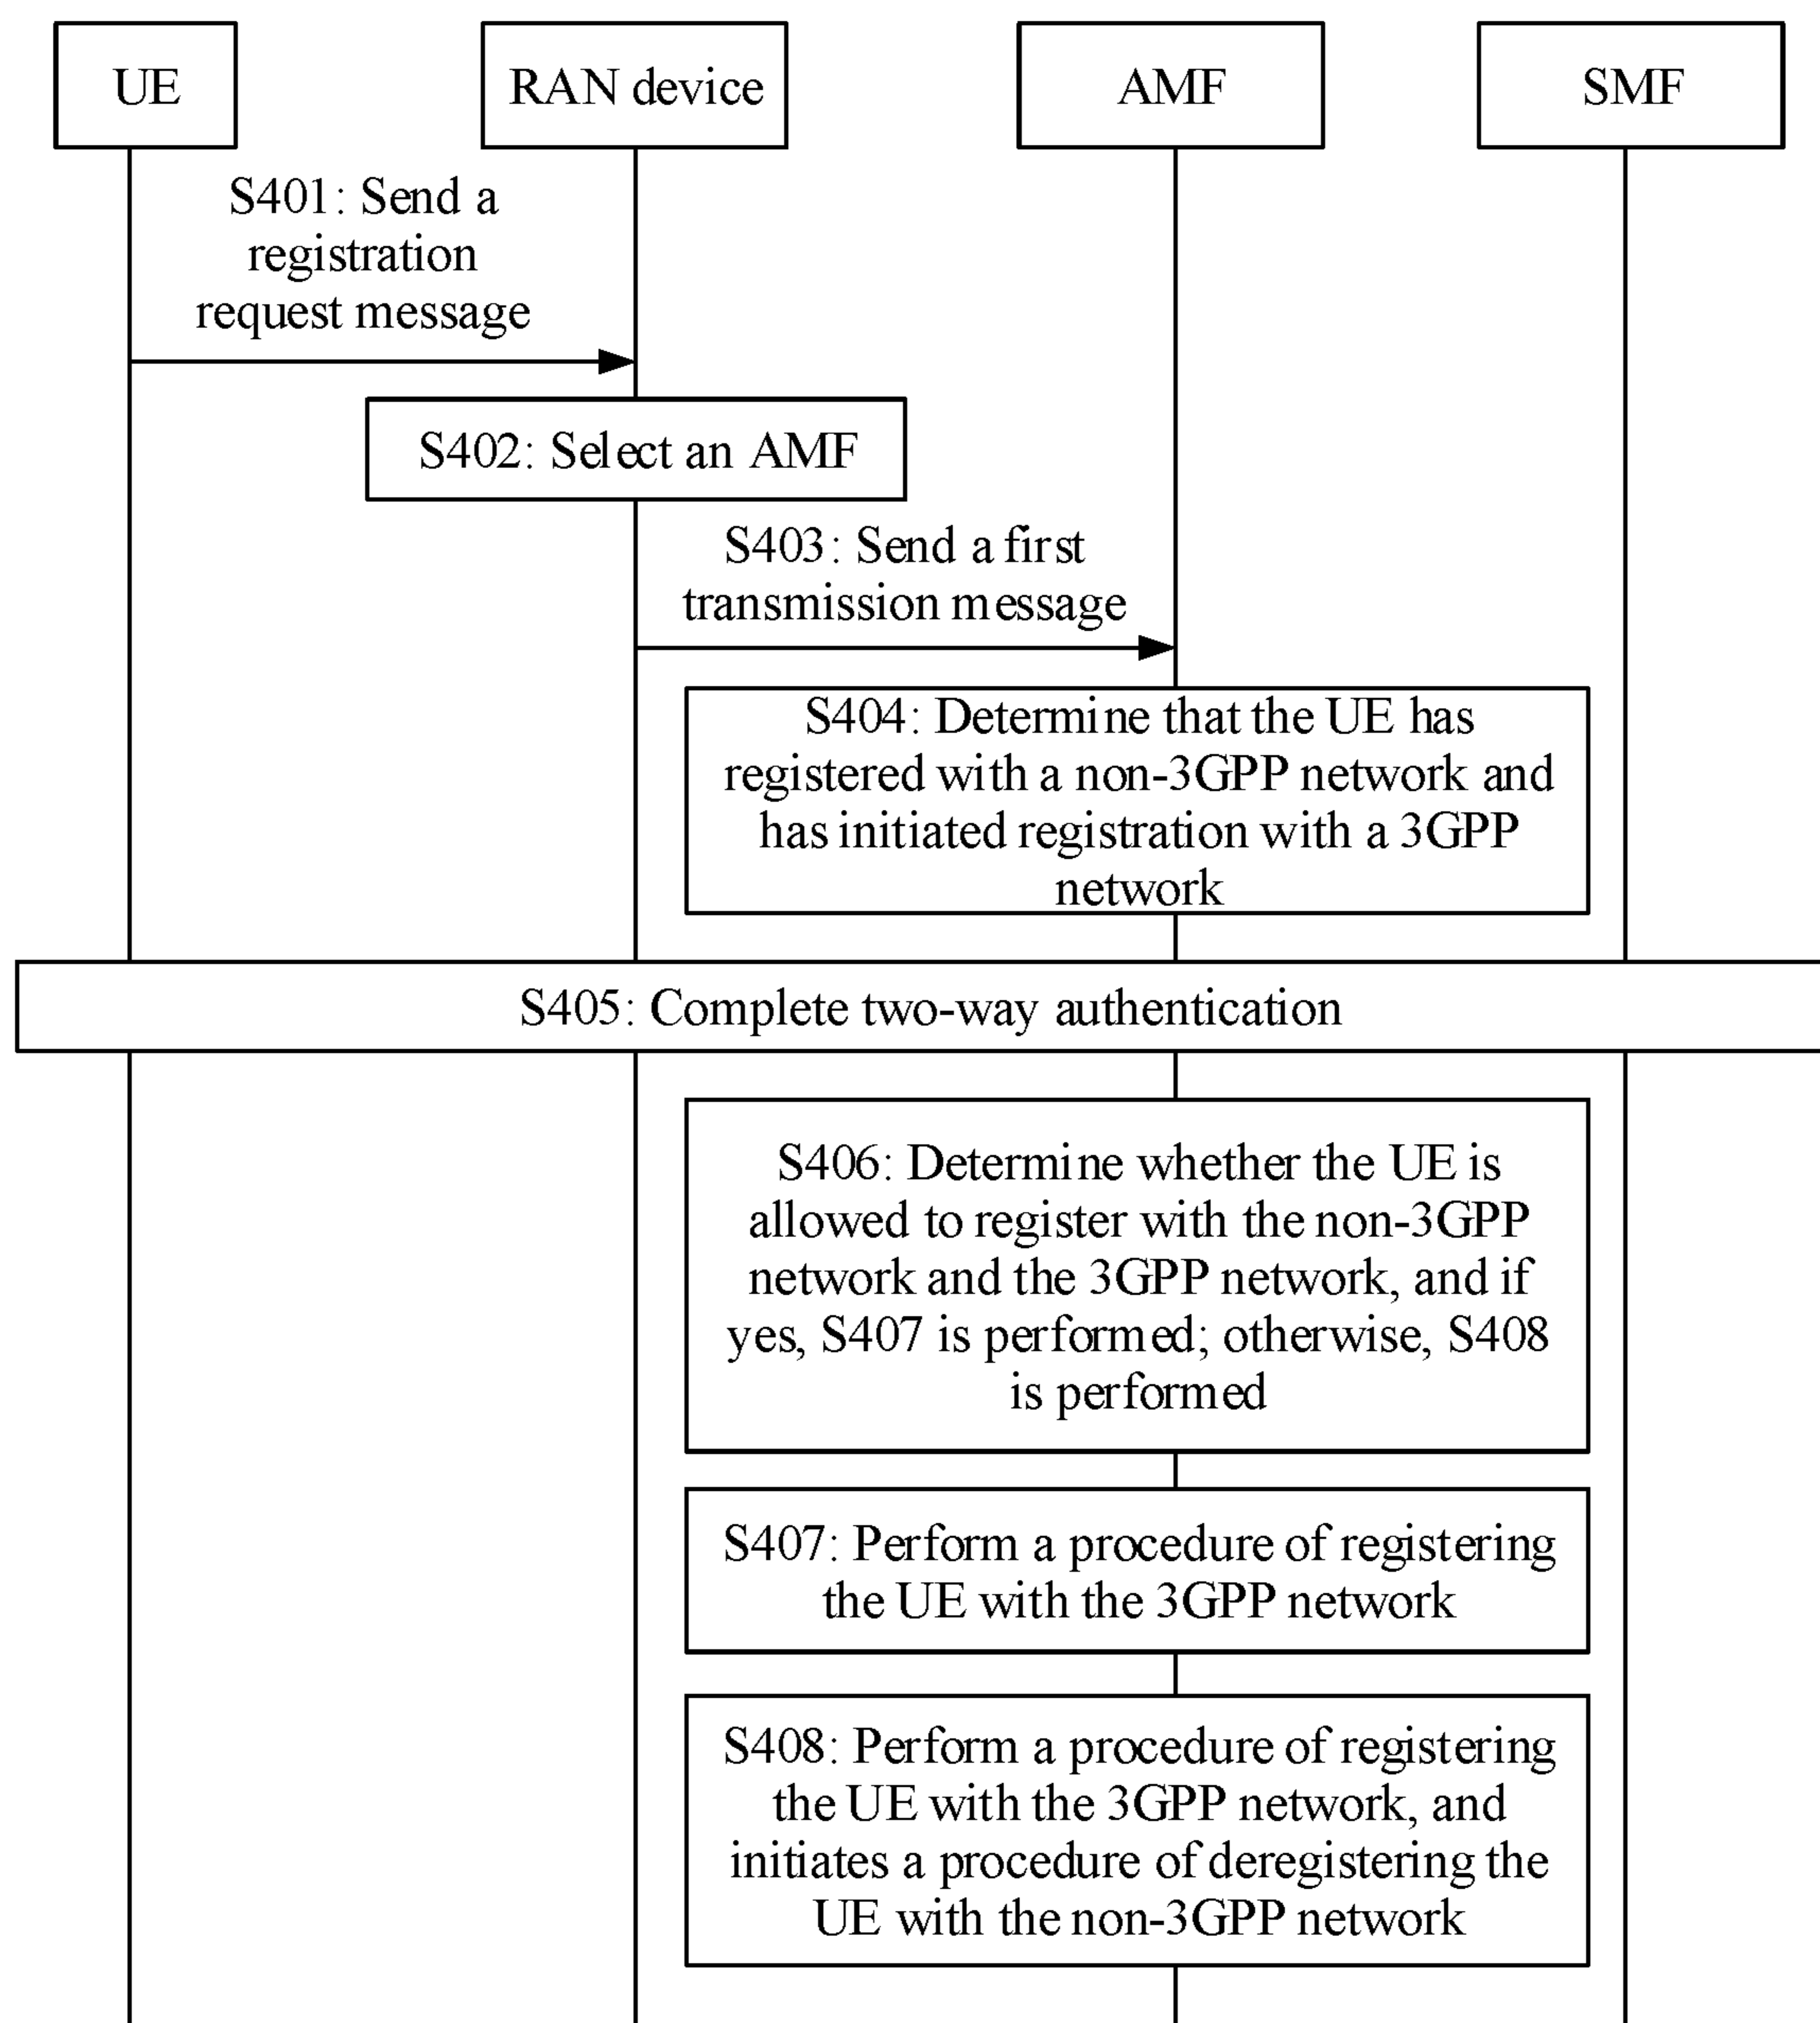 UE
RAN device
AMF
SMF
S401: Send a
registration
request message
S402: Select an AMF
S403: Send a first
transmission message
S404: Determine that the UE has
registered with a non-3GPP network and
has initiated registration with a 3GPP
network
S405: Complete two-way authentication
S406: Determine whether the UE is
allowed to register with the non-3GPP
network and the 3GPP network, and if
yes, S407 is performed; otherwise, S408
is performed
S407: Perform a procedure of registering
the UE with the 3GPP network
S408: Perform a procedure of registering
the UE with the 3GPP network, and
initiates a procedure of deregistering the
UE with the non-3GPP network